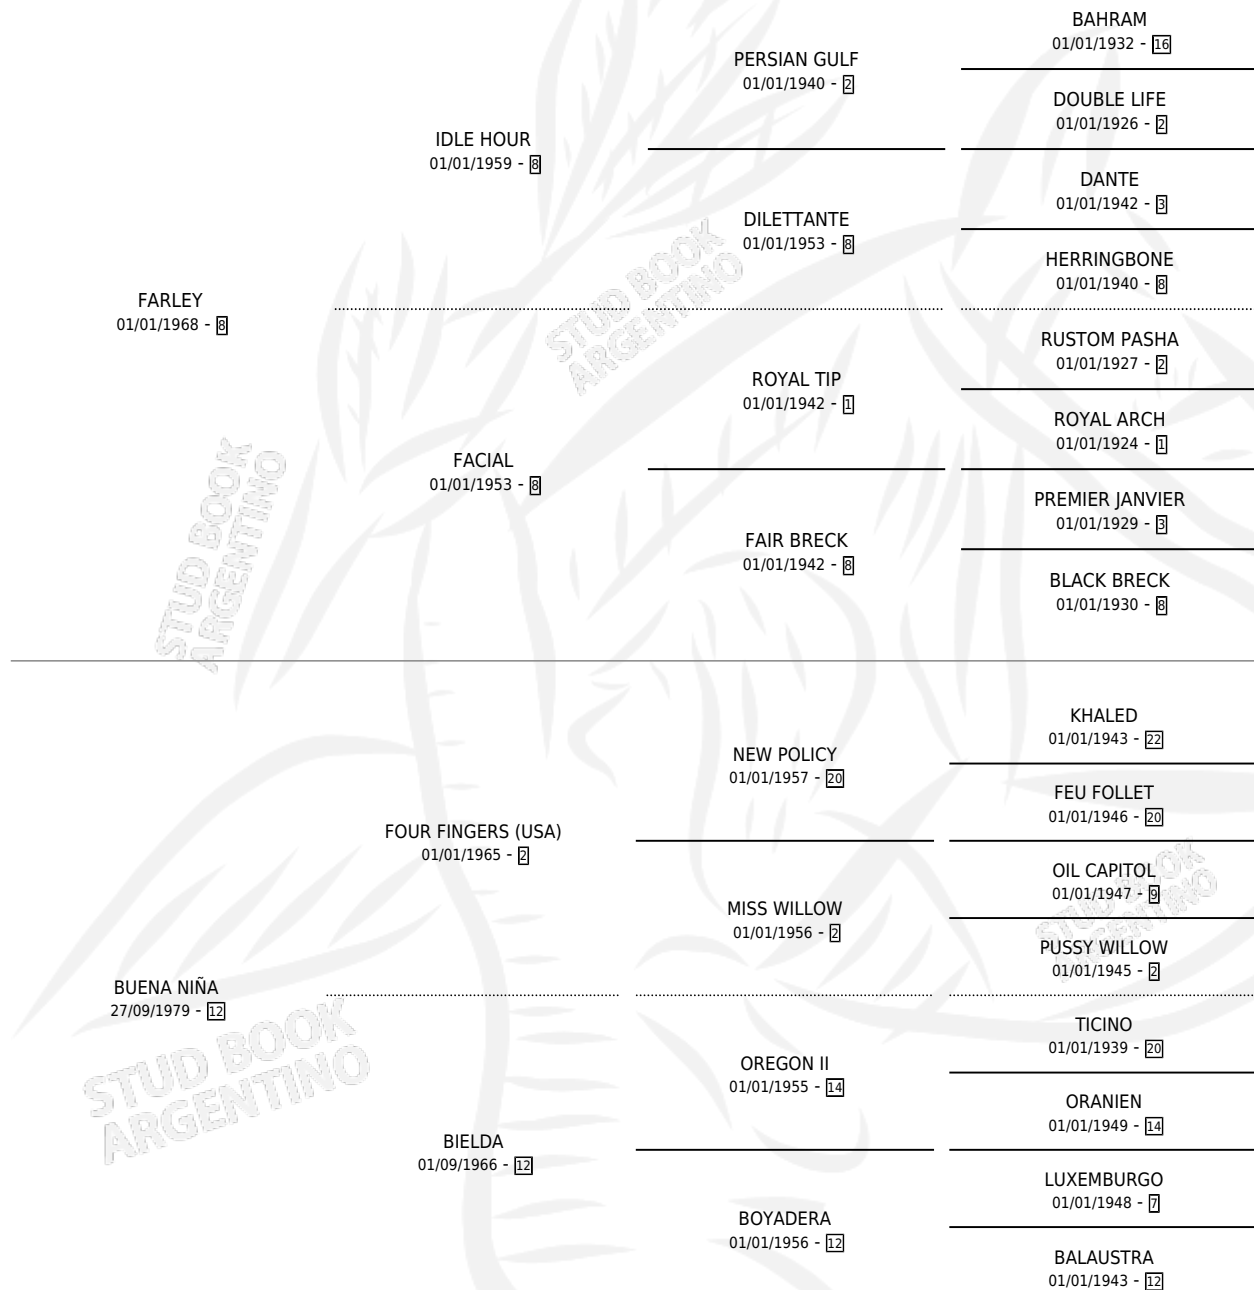 FARLEY
01/01/1968 - 8
IDLE HOUR
01/01/1959 - 8
FACIAL
01/01/1953 - 8
PERSIAN GULF
01/01/1940 - 2
DILETTANTE
01/01/1953 - 8
ROYAL TIP
01/01/1942 - 1
FAIR BRECK
01/01/1942 - 8
BAHRAM
01/01/1932 - 16
DOUBLE LIFE
01/01/1926 - 2
DANTE
01/01/1942 - 3
HERRINGBONE
01/01/1940 - 8
RUSTOM PASHA
01/01/1927 - 2
ROYAL ARCH
01/01/1924 - 1
PREMIER JANVIER
01/01/1929 - 3
BLACK BRECK
01/01/1930 - 8
BUENA NIÑA
27/09/1979 - 12
FOUR FINGERS (USA)
01/01/1965 - 2
BIELDA
01/09/1966 - 12
NEW POLICY
01/01/1957 - 20
MISS WILLOW
01/01/1956 - 2
OREGON II
01/01/1955 - 14
BOYADERA
01/01/1956 - 12
KHALED
01/01/1943 - 22
FEU FOLLET
01/01/1946 - 20
OIL CAPITOL
01/01/1947 - 9
PUSSY WILLOW
01/01/1945 - 2
TICINO
01/01/1939 - 20
ORANIEN
01/01/1949 - 14
LUXEMBURGO
01/01/1948 - 7
BALAUSTRA
01/01/1943 - 12
STUD BOOK
ARGENTINO
STUD BOOK
ARGENTINO
STUD BOOK
ARGENTINO
STUD BOOK
ARGENTINO